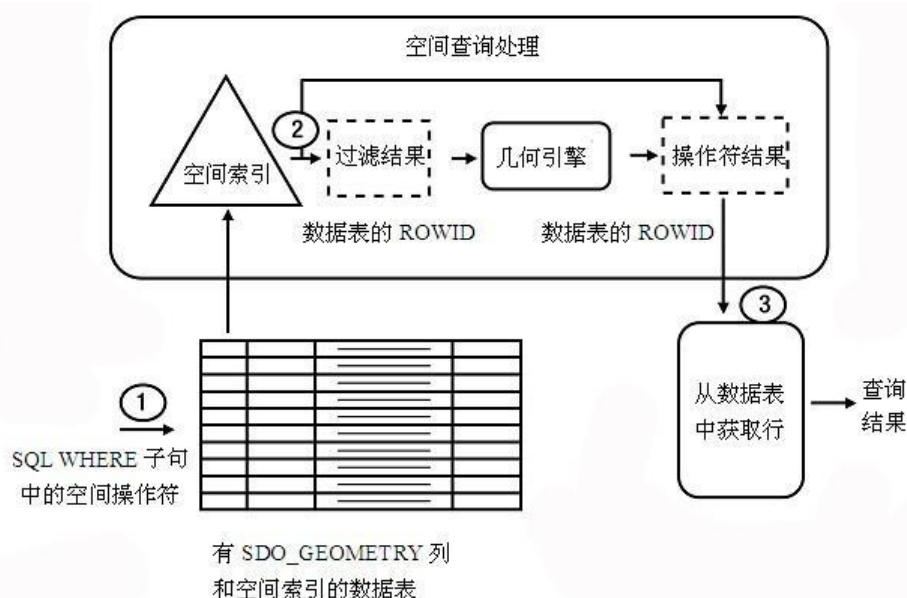 空间查询处理
2
空间索引
过滤结果
几何引擎
操作符结果
数据表的 ROWID
数据表的 ROWID
3
1
SQL WHERE 子句
中的空间操作符
从数据表
中获取行
查询
结果
有 SDO_GEOMETRY 列
和空间索引的数据表